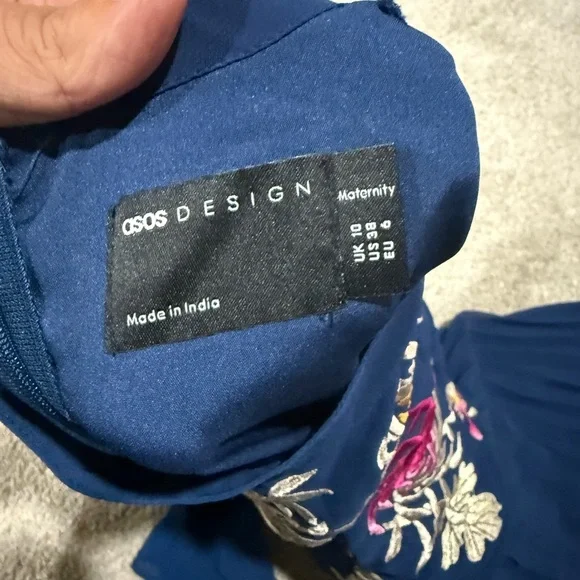 asos DESIGN
Made in India
Maternity
UK 10
US 38
EU 6